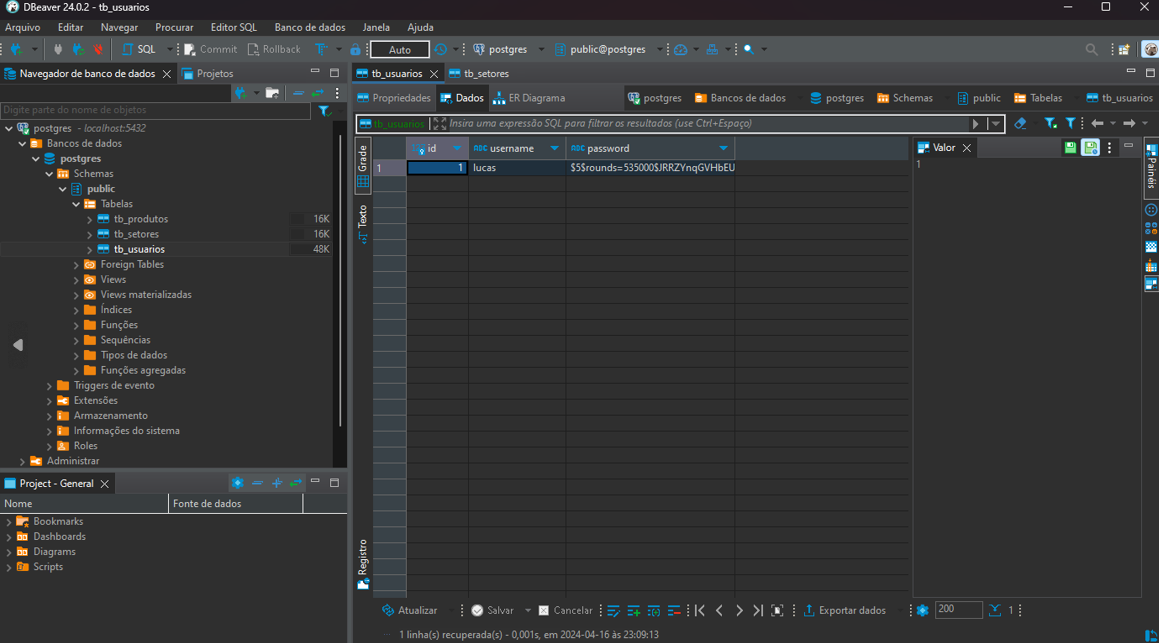 DBeaver 24.0.2 - tb_usuarios
Arquivo Editar Navegar Procurar Editor SQL Banco de dados Janela Ajuda
SQL Commit Rollback Auto postgres public@postgres
Navegador de banco de dados Projetos
Digite parte do nome de objetos
postgres - localhost:5432
Bancos de dados
postgres
Schemas
public
Tabelas
tb_produtos 16K
tb_setores 16K
tb_usuarios 48K
Foreign Tables
Views
Views materializadas
Índices
Funções
Sequências
Tipos de dados
Funções agregadas
Triggers de evento
Extensões
Armazenamento
Informações do sistema
Roles
Administrar
Project - General
Nome Fonte de dados
Bookmarks
Dashboards
Diagrams
Scripts
tb_usuarios tb_setores
Propriedades Dados ER Diagrama postgres Bancos de dados postgres Schemas public Tabelas tb_usuarios
tb_usuarios Insira uma expressão SQL para filtrar os resultados (use Ctrl+Espaço)
Grade
Texto
Registro
id username password
1 1 lucas $5$rounds=535000$JRRZYnqGVHbEU
Valor
1
Painéis
Atualizar Salvar Cancelar Exportar dados 200 1
1 linha(s) recuperada(s) - 0,001s, em 2024-04-16 às 23:09:13